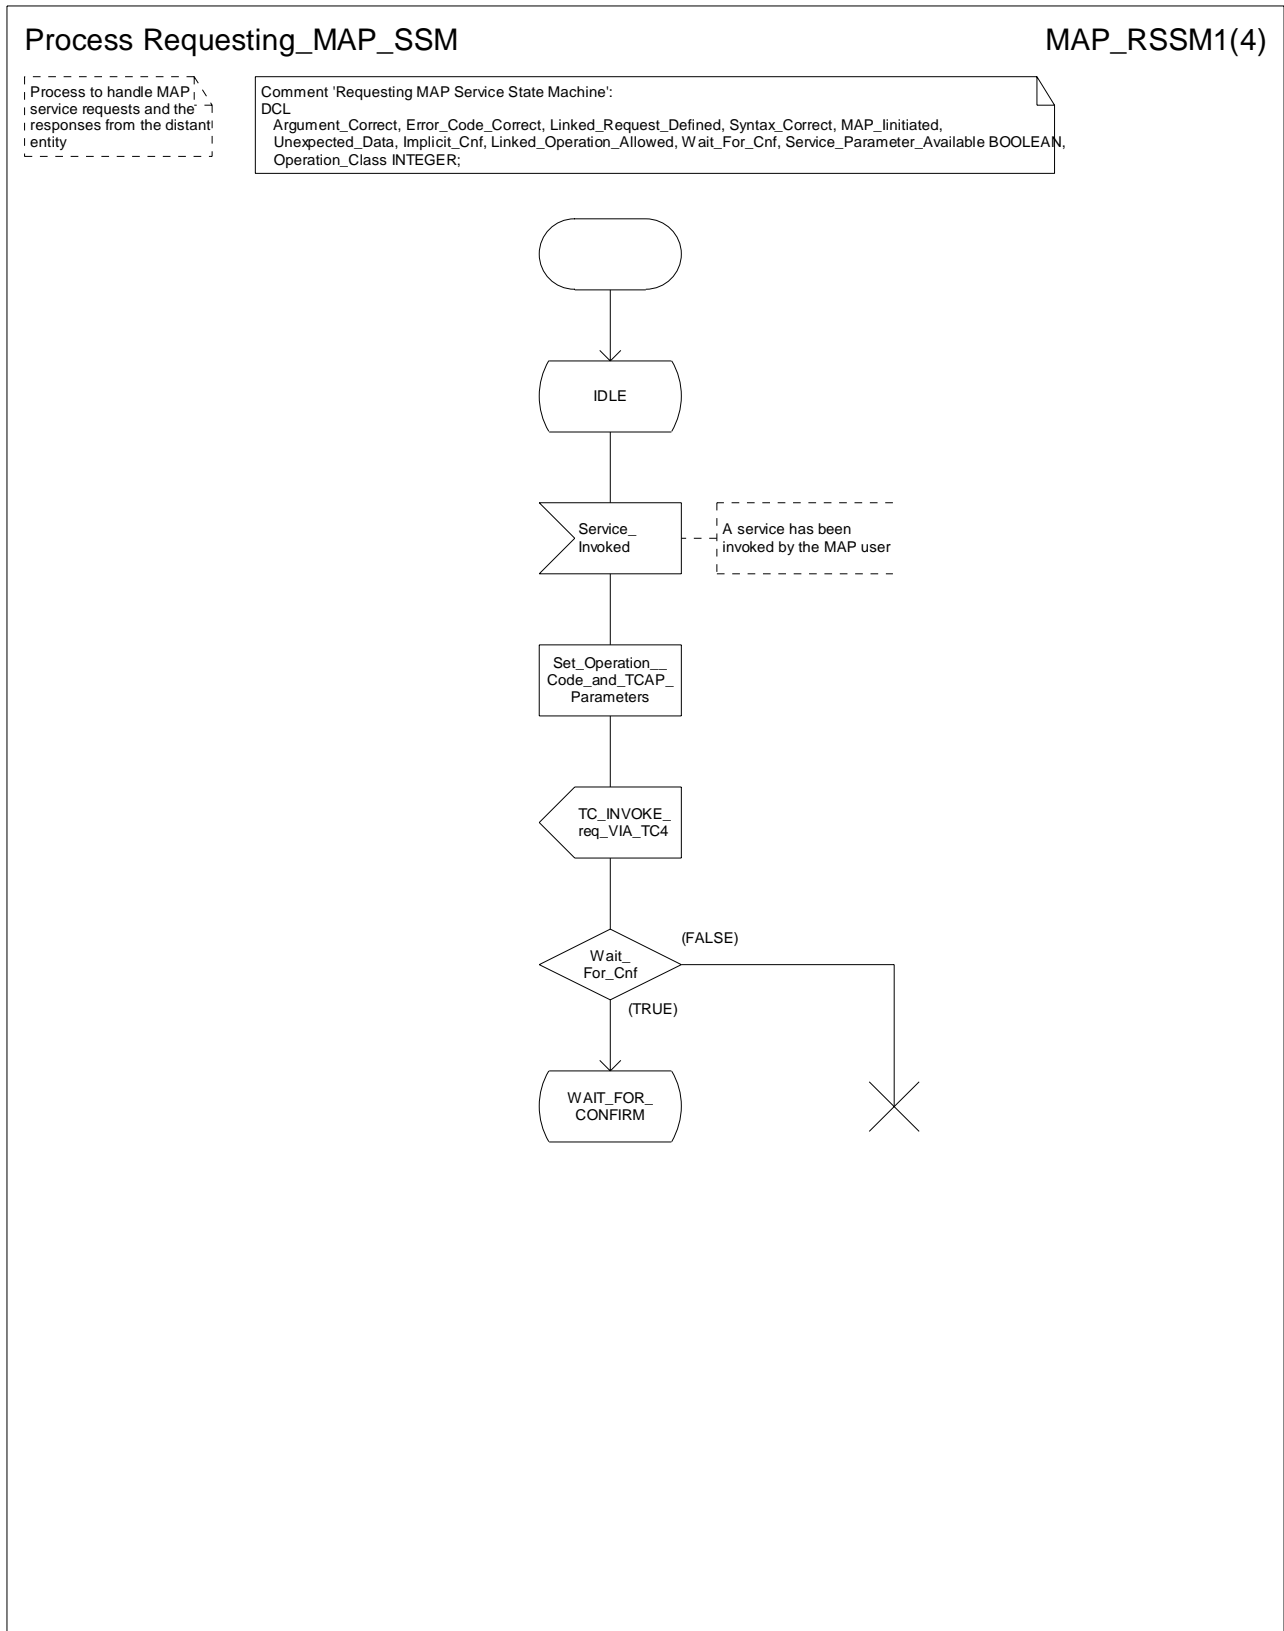 Process Requesting_MAP_SSM
MAP_RSSM1(4)
Process to handle MAP
service requests and the
responses from the distant
entity
Comment 'Requesting MAP Service State Machine':
DCL
Argument_Correct, Error_Code_Correct, Linked_Request_Defined, Syntax_Correct, MAP_Iinitiated,
Unexpected_Data, Implicit_Cnf, Linked_Operation_Allowed, Wait_For_Cnf, Service_Parameter_Available BOOLEAN,
Operation_Class INTEGER;
IDLE
Service_
Invoked
A service has been
invoked by the MAP user
Set_Operation__
Code_and_TCAP_
Parameters
TC_INVOKE_
req_VIA_TC4
Wait_
For_Cnf
(FALSE)
(TRUE)
WAIT_FOR_
CONFIRM